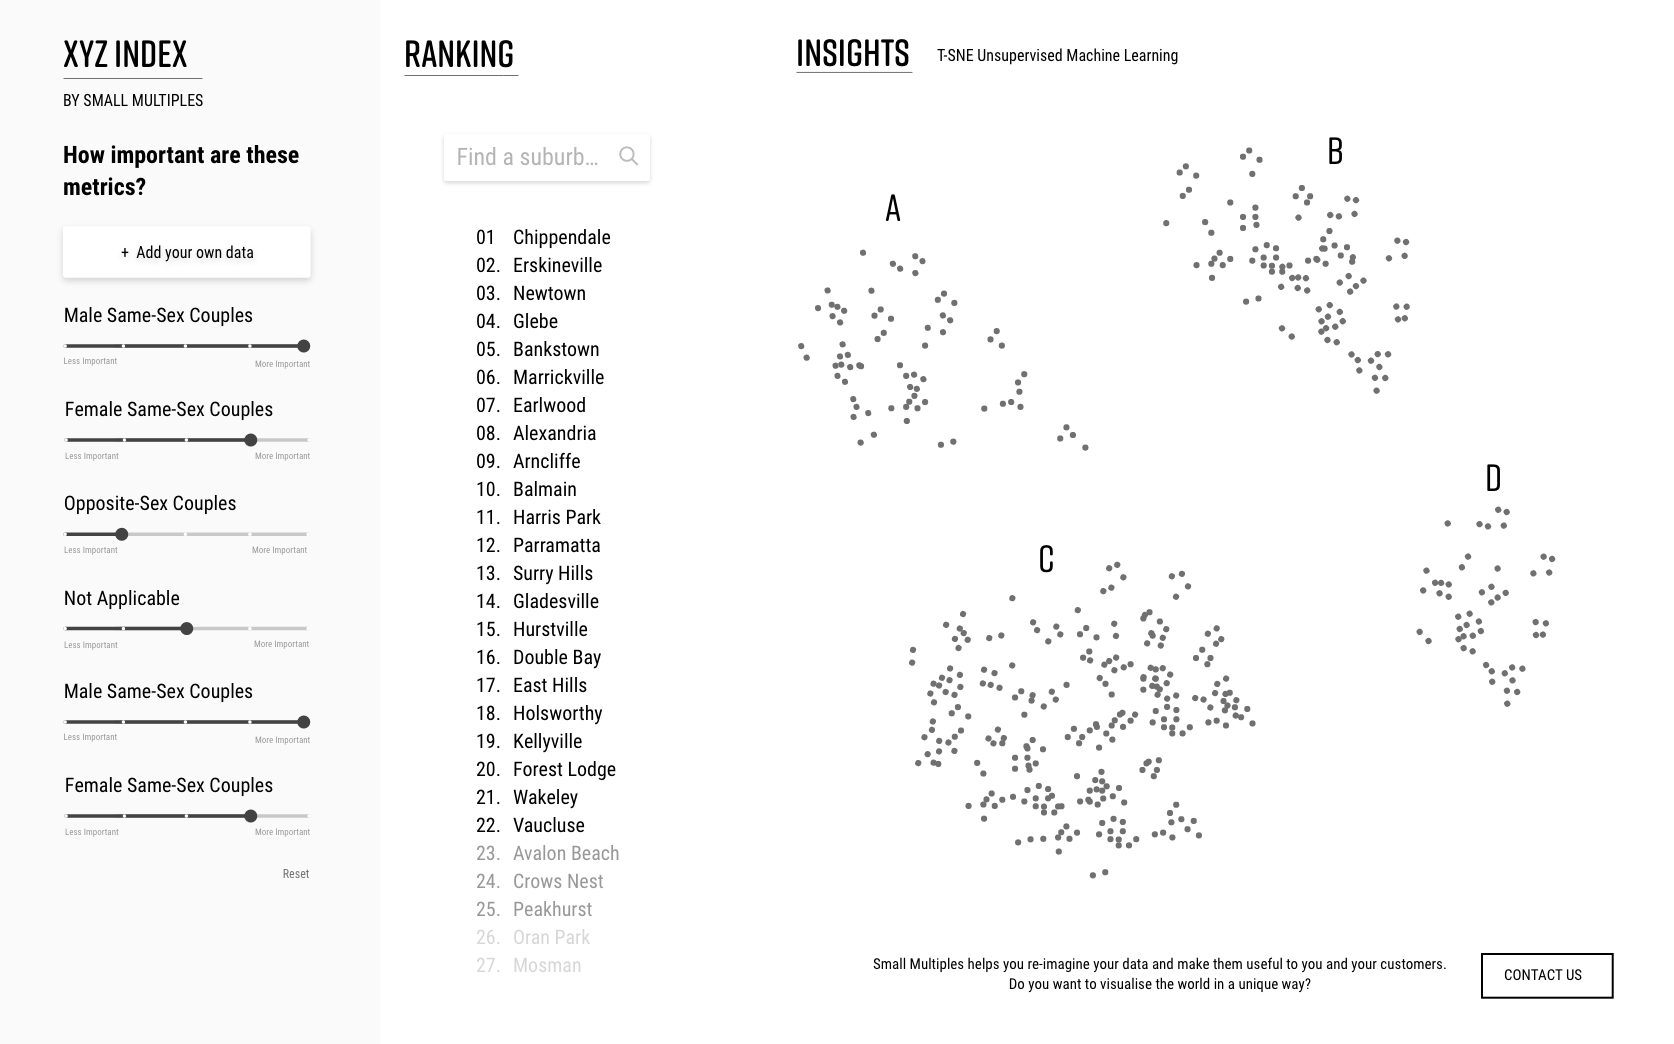 XYZ INDEX
BY SMALL MULTIPLES
How important are these
metrics?
+ Add your own data
Male Same-Sex Couples
Less Important More Important
Female Same-Sex Couples
Less Important More Important
Opposite-Sex Couples
Less Important More Important
Not Applicable
Less Important More Important
Male Same-Sex Couples
Less Important More Important
Female Same-Sex Couples
Less Important More Important
Reset
RANKING
Find a suburb...
01 Chippendale
02. Erskineville
03. Newtown
04. Glebe
05. Bankstown
06. Marrickville
07. Earlwood
08. Alexandria
09. Arncliffe
10. Balmain
11. Harris Park
12. Parramatta
13. Surry Hills
14. Gladesville
15. Hurstville
16. Double Bay
17. East Hills
18. Holsworthy
19. Kellyville
20. Forest Lodge
21. Wakeley
22. Vaucluse
23. Avalon Beach
24. Crows Nest
25. Peakhurst
26. Oran Park
27. Mosman
INSIGHTS T-SNE Unsupervised Machine Learning
A
B
C
D
Small Multiples helps you re-imagine your data and make them useful to you and your customers.
Do you want to visualise the world in a unique way?
CONTACT US